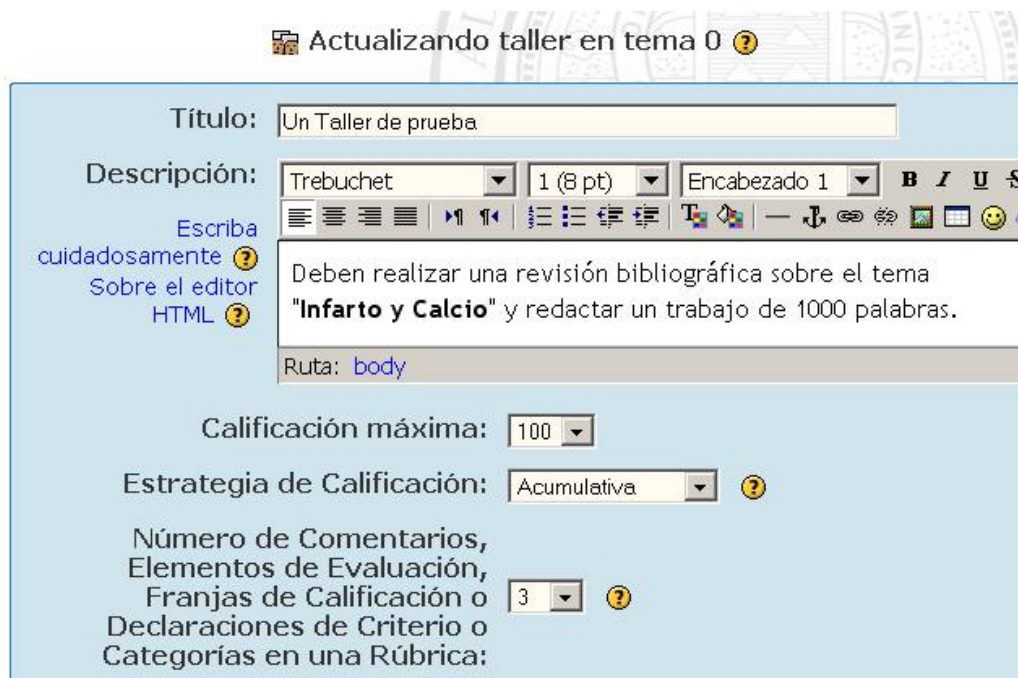 Actualizando taller en tema 0
Título: Un Taller de prueba
Descripción: Trebuchet 1 (8 pt) Encabezado 1 B I U S
Escriba
cuidadosamente
Sobre el editor
HTML
Deben realizar una revisión bibliográfica sobre el tema
"Infarto y Calcio" y redactar un trabajo de 1000 palabras.
Ruta: body
Calificación máxima: 100
Estrategia de Calificación: Acumulativa
Número de Comentarios,
Elementos de Evaluación,
Franjas de Calificación o
Declaraciones de Criterio o
Categorías en una Rúbrica:
3